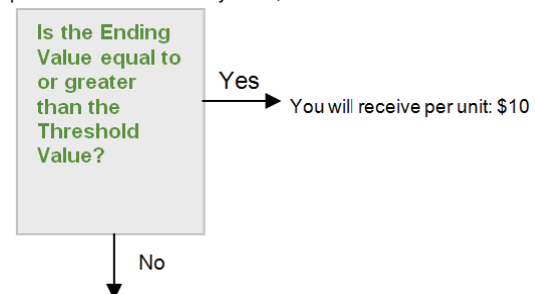 Is the Ending
Value equal to
or greater
than the
Threshold
Value?
Yes
You will receive per unit: $10
No